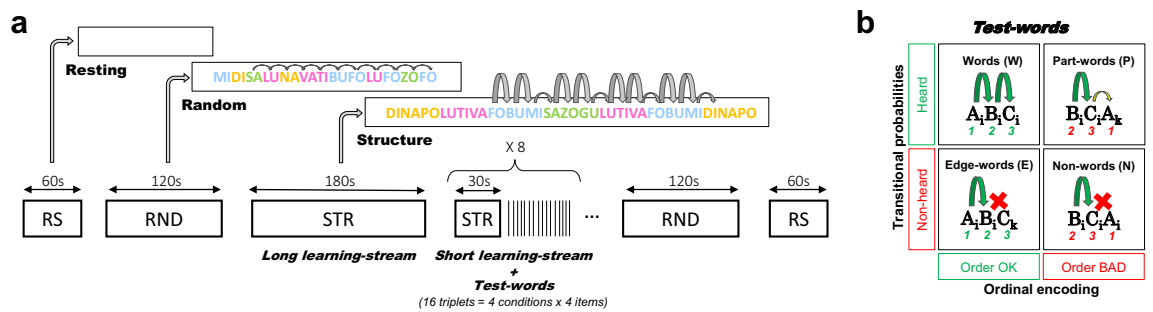 a
Resting
MIDISALUNAVATIBUFOLUFOZOFO
Random
DINAPOLUTIVAFOBUMISAZOGULUTIVAFOBUMIDINAPO
Structure
X 8
60s
120s
180s
30s
120s
60s
RS
RND
STR
STR
...
RND
RS
Long learning-stream
Short learning-stream
+
Test-words
(16 triplets = 4 conditions x 4 items)
b
Test-words
Transitional probabilities
Heard
Non-heard
Words (W)
AiBiCi
1 2 3
Part-words (P)
BiCiAk
2 3 1
Edge-words (E)
AiBiCk
1 2 3
Non-words (N)
BiCiAi
2 3 1
Order OK
Order BAD
Ordinal encoding